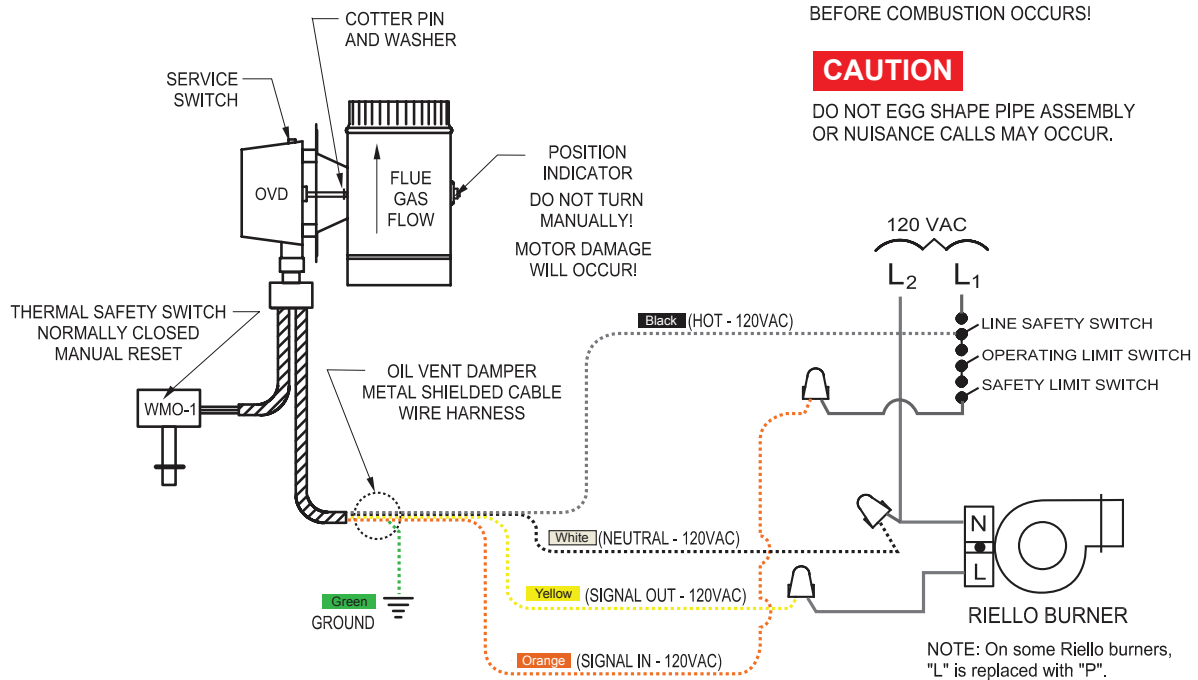 BEFORE COMBUSTION OCCURS!
CAUTION
DO NOT EGG SHAPE PIPE ASSEMBLY
OR NUISANCE CALLS MAY OCCUR.
COTTER PIN
AND WASHER
SERVICE
SWITCH
OVD
FLUE
GAS
FLOW
POSITION
INDICATOR
DO NOT TURN
MANUALLY!
MOTOR DAMAGE
WILL OCCUR!
120 VAC
L2
L1
THERMAL SAFETY SWITCH
NORMALLY CLOSED
MANUAL RESET
WMO-1
OIL VENT DAMPER
METAL SHIELDED CABLE
WIRE HARNESS
Black (HOT - 120VAC)
LINE SAFETY SWITCH
OPERATING LIMIT SWITCH
SAFETY LIMIT SWITCH
White (NEUTRAL - 120VAC)
N
L
Yellow (SIGNAL OUT - 120VAC)
Green
GROUND
Orange (SIGNAL IN - 120VAC)
RIELLO BURNER
NOTE: On some Riello burners,
"L" is replaced with "P".